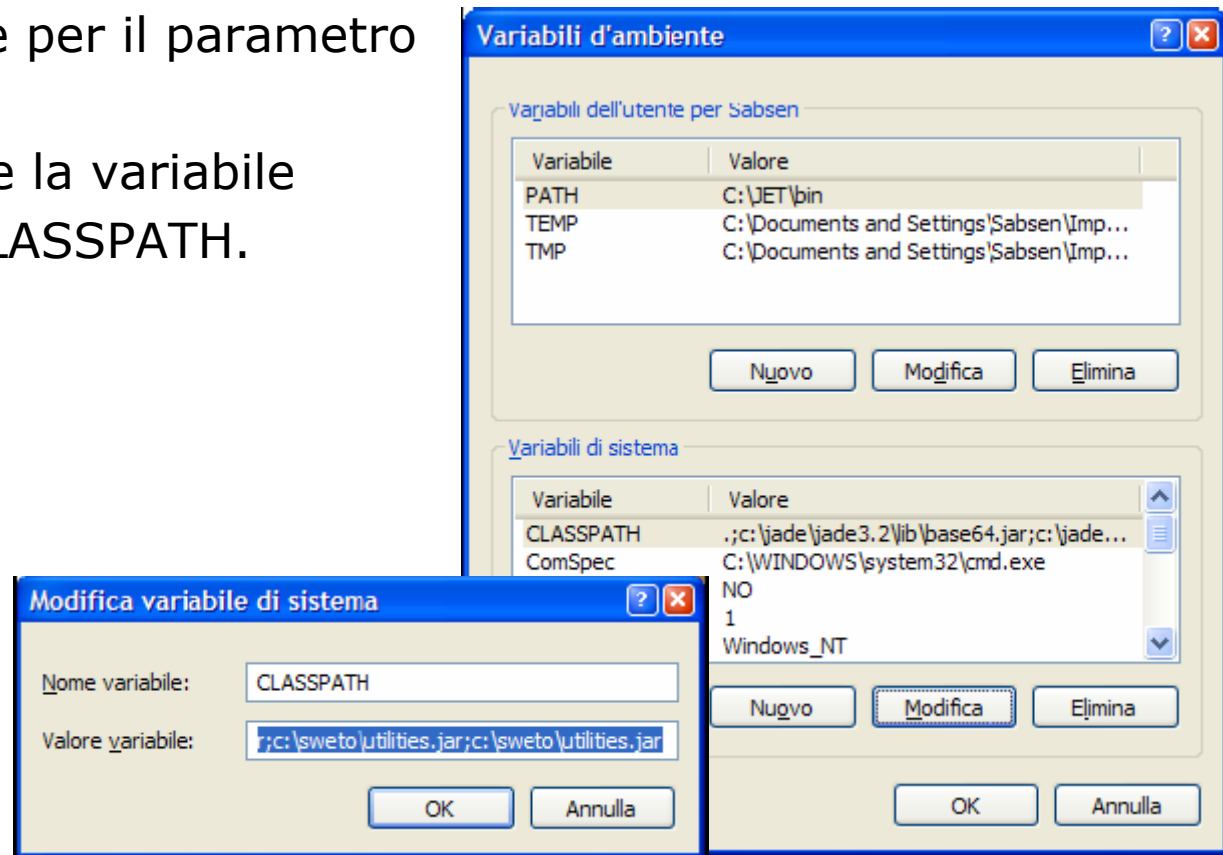 e per il parametro
e la variabile
LASSPATH.
Variabili d'ambiente
Variabili dell'utente per Sabsen
Variabile Valore
PATH C:\JET\bin
TEMP C:\Documents and Settings\Sabsen\Imp...
TMP C:\Documents and Settings\Sabsen\Imp...
Nuovo Modifica Elimina
Variabili di sistema
Variabile Valore
CLASSPATH .;c:\jade\jade3.2\lib\base64.jar;c:\jade...
ComSpec C:\WINDOWS\system32\cmd.exe
NO
1
Windows_NT
Nuovo Modifica Elimina
OK Annulla
Modifica variabile di sistema
Nome variabile: CLASSPATH
Valore variabile: r;c:\sweto\utilities.jar;c:\sweto\utilities.jar
OK Annulla